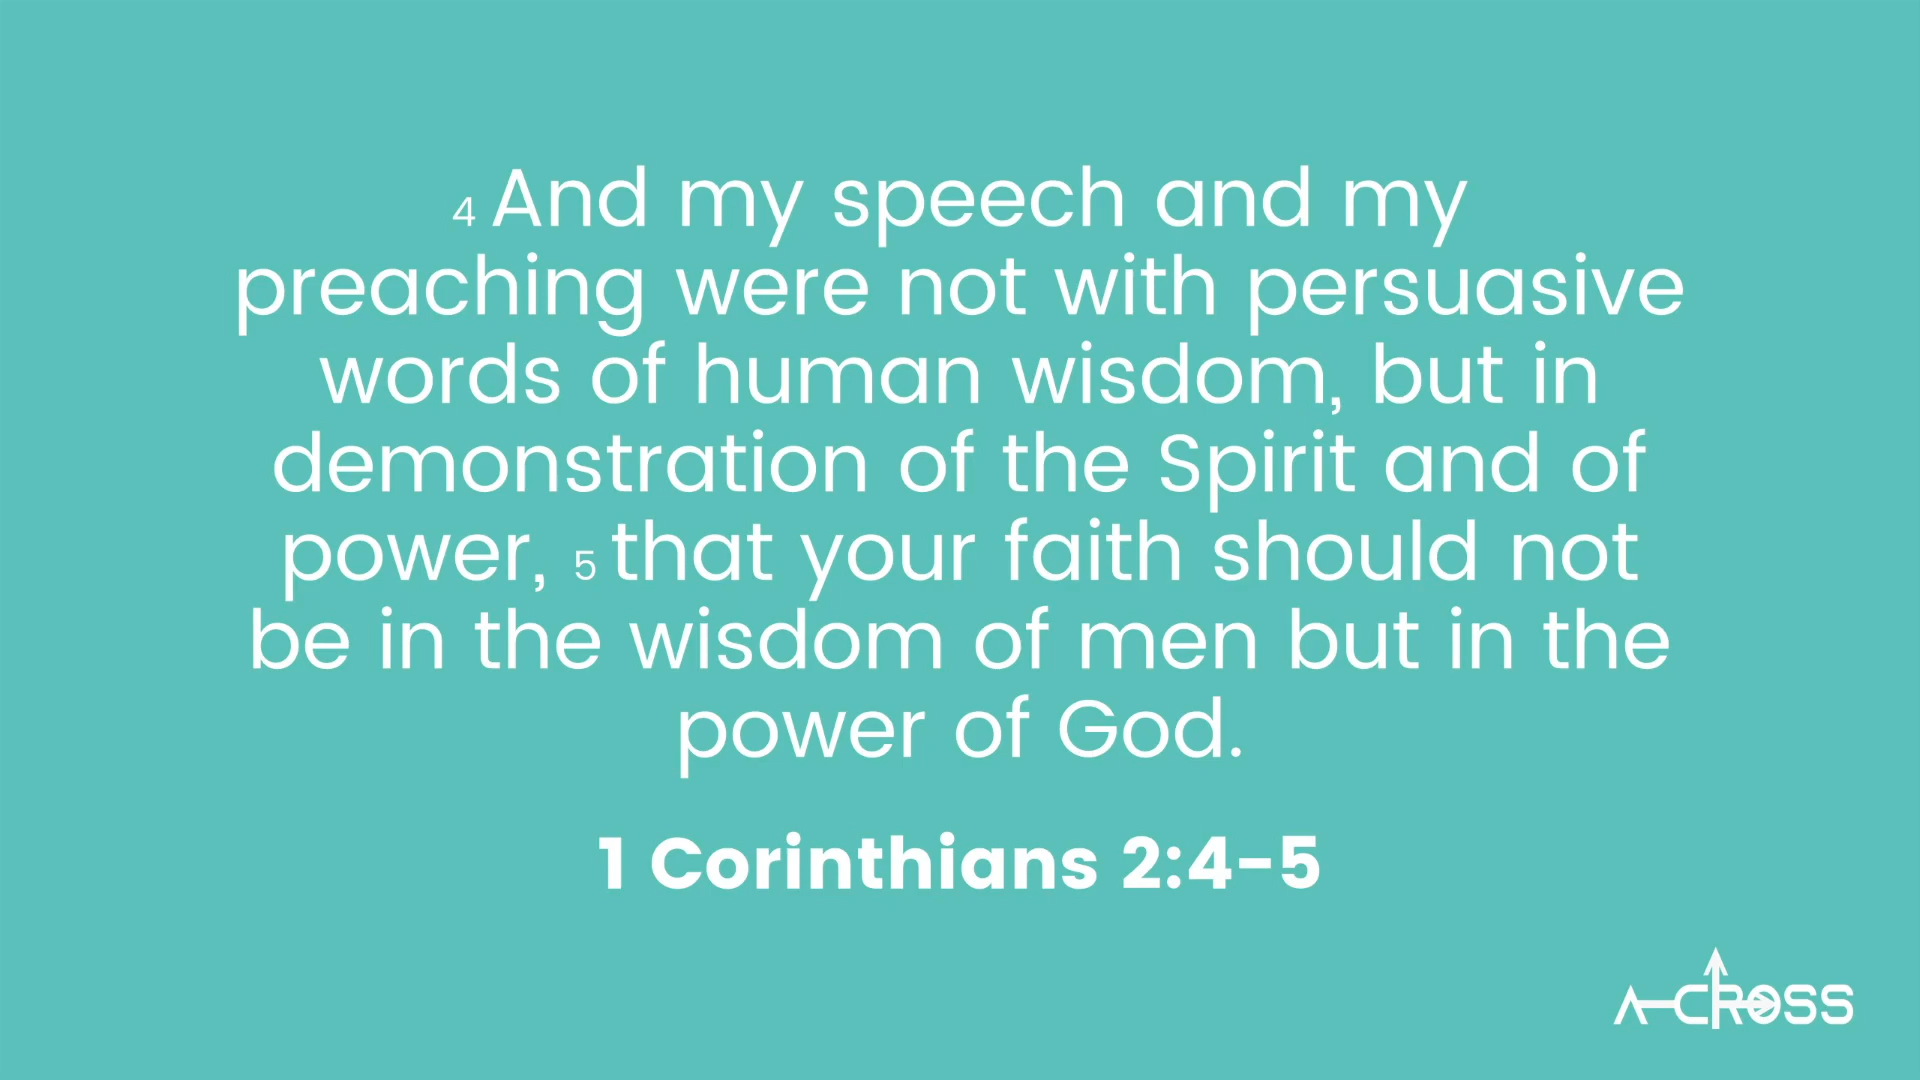 4 And my speech and my
preaching were not with persuasive
words of human wisdom, but in
demonstration of the Spirit and of
power, 5 that your faith should not
be in the wisdom of men but in the
power of God.
1 Corinthians 2:4-5
A-CROSS